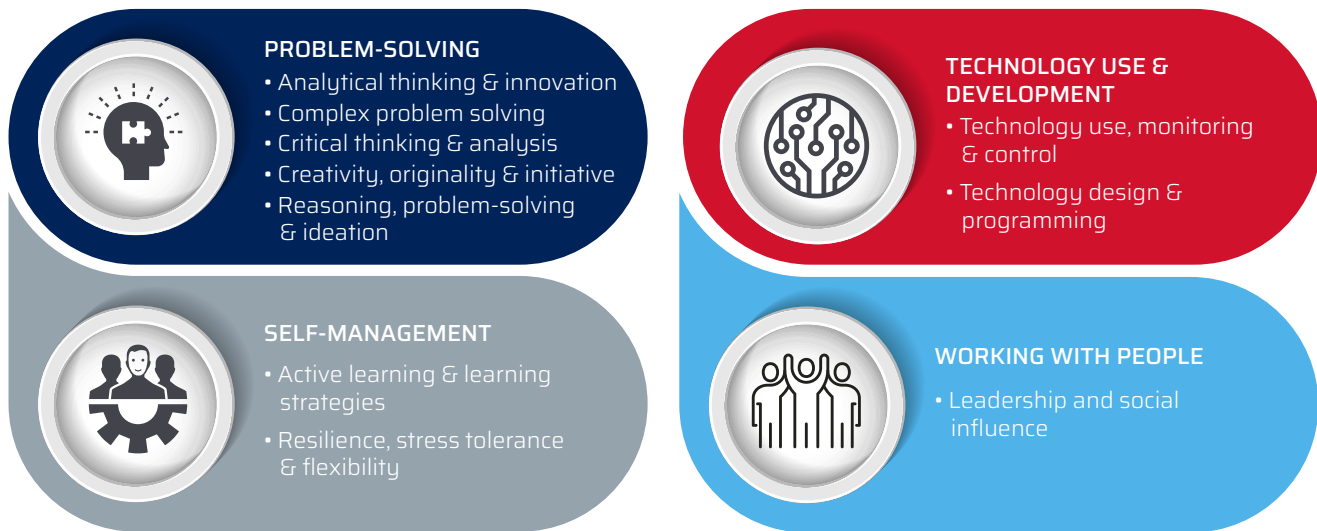 PROBLEM-SOLVING
• Analytical thinking & innovation
• Complex problem solving
• Critical thinking & analysis
• Creativity, originality & initiative
• Reasoning, problem-solving
& ideation
TECHNOLOGY USE &
DEVELOPMENT
• Technology use, monitoring
& control
• Technology design &
programming
SELF-MANAGEMENT
• Active learning & learning
strategies
• Resilience, stress tolerance
& flexibility
WORKING WITH PEOPLE
• Leadership and social
influence